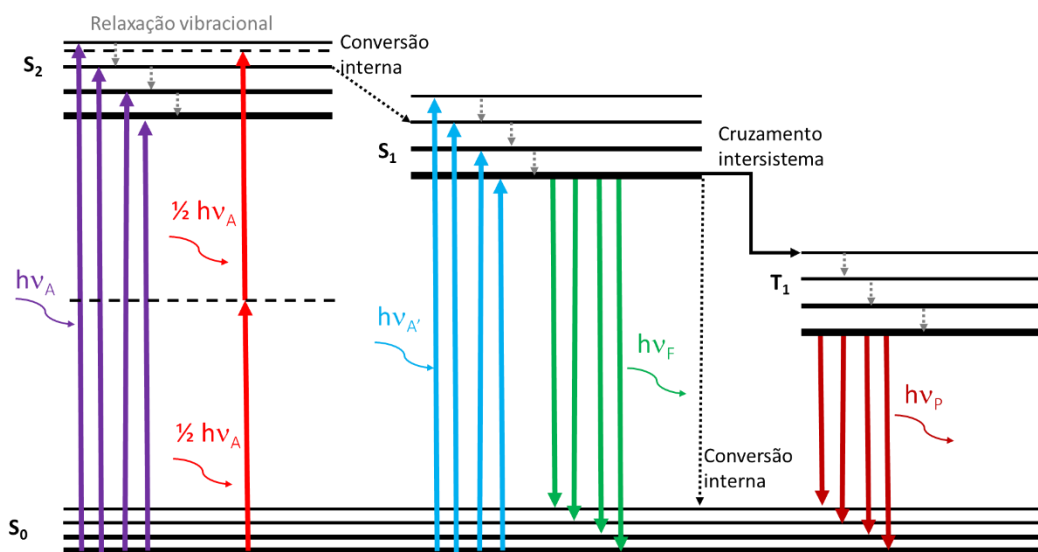 Relaxação vibracional
Conversão
interna
S₂
S₁
Cruzamento
intersistema
½ hνA
hνA
T₁
hνA'
hνF
hνP
½ hνA
Conversão
interna
S₀